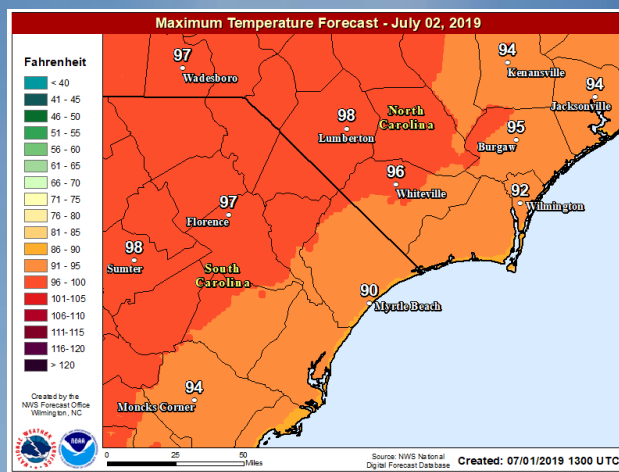 Maximum Temperature Forecast - July 02, 2019
Fahrenheit
< 40
41 - 45
46 - 50
51 - 55
56 - 60
61 - 65
66 - 70
71 - 75
76 - 80
81 - 85
86 - 90
91 - 95
96 - 100
101-105
106-110
111-115
116-120
> 120
Created by the
NWS Forecast Office
Wilmington, NC
97
Wadesboro
94
Kenansville
94
Jacksonville
98
Lumberton
North
Carolina
95
Burgaw
96
Whiteville
92
Wilmington
97
Florence
98
Sumter
South
Carolina
90
Myrtle Beach
94
Moncks Corner
NATIONAL WEATHER SERVICE
NOAA
0 25 50
Miles
Source: NWS National
Digital Forecast Database
Created: 07/01/2019 1300 UTC